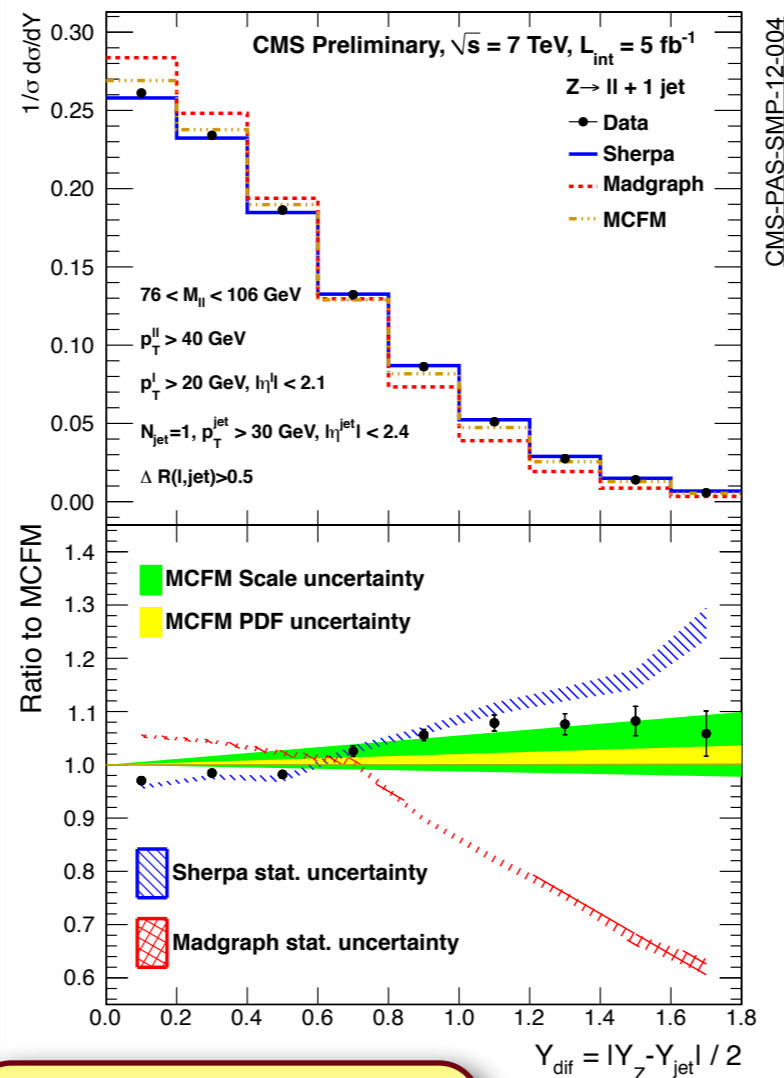 CMS Preliminary, √s = 7 TeV, L_int = 5 fb⁻¹
Z→ ll + 1 jet
Data
Sherpa
Madgraph
MCFM
1/σ dσ/dY
0.30
0.25
0.20
0.15
0.10
0.05
0.00
76 < M_ll < 106 GeV
p_T^ll > 40 GeV
p_T^l > 20 GeV, |η^l| < 2.1
N_jet=1, p_T^jet > 30 GeV, |η^jet| < 2.4
Δ R(l,jet)>0.5
CMS-PAS-SMP-12-004
Ratio to MCFM
1.4
1.3
1.2
1.1
1.0
0.9
0.8
0.7
0.6
MCFM Scale uncertainty
MCFM PDF uncertainty
Sherpa stat. uncertainty
Madgraph stat. uncertainty
0.0 0.2 0.4 0.6 0.8 1.0 1.2 1.4 1.6 1.8
Y_dif = |Y_Z-Y_jet| / 2